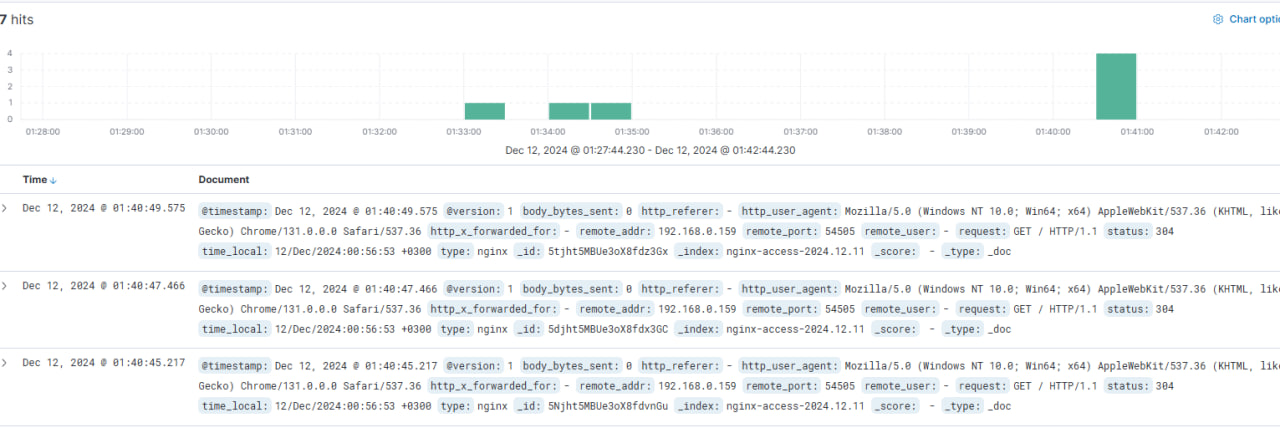 7 hits
Chart optio
4
3
2
1
0
01:28:00 01:29:00 01:30:00 01:31:00 01:32:00 01:33:00 01:34:00 01:35:00 01:36:00 01:37:00 01:38:00 01:39:00 01:40:00 01:41:00 01:42:00
Dec 12, 2024 @ 01:27:44.230 - Dec 12, 2024 @ 01:42:44.230
Time Document
Dec 12, 2024 @ 01:40:49.575 @timestamp: Dec 12, 2024 @ 01:40:49.575 @version: 1 body_bytes_sent: 0 http_referer: - http_user_agent: Mozilla/5.0 (Windows NT 10.0; Win64; x64) AppleWebKit/537.36 (KHTML, like
Gecko) Chrome/131.0.0.0 Safari/537.36 http_x_forwarded_for: - remote_addr: 192.168.0.159 remote_port: 54505 remote_user: - request: GET / HTTP/1.1 status: 304
time_local: 12/Dec/2024:00:56:53 +0300 type: nginx _id: 5tjht5MBUe3oX8fdz3Gx _index: nginx-access-2024.12.11 _score: - _type: _doc
Dec 12, 2024 @ 01:40:47.466 @timestamp: Dec 12, 2024 @ 01:40:47.466 @version: 1 body_bytes_sent: 0 http_referer: - http_user_agent: Mozilla/5.0 (Windows NT 10.0; Win64; x64) AppleWebKit/537.36 (KHTML, like
Gecko) Chrome/131.0.0.0 Safari/537.36 http_x_forwarded_for: - remote_addr: 192.168.0.159 remote_port: 54505 remote_user: - request: GET / HTTP/1.1 status: 304
time_local: 12/Dec/2024:00:56:53 +0300 type: nginx _id: 5djht5MBUe3oX8fdx3GC _index: nginx-access-2024.12.11 _score: - _type: _doc
Dec 12, 2024 @ 01:40:45.217 @timestamp: Dec 12, 2024 @ 01:40:45.217 @version: 1 body_bytes_sent: 0 http_referer: - http_user_agent: Mozilla/5.0 (Windows NT 10.0; Win64; x64) AppleWebKit/537.36 (KHTML, like
Gecko) Chrome/131.0.0.0 Safari/537.36 http_x_forwarded_for: - remote_addr: 192.168.0.159 remote_port: 54505 remote_user: - request: GET / HTTP/1.1 status: 304
time_local: 12/Dec/2024:00:56:53 +0300 type: nginx _id: 5Njht5MBUe3oX8fdvnGu _index: nginx-access-2024.12.11 _score: - _type: _doc